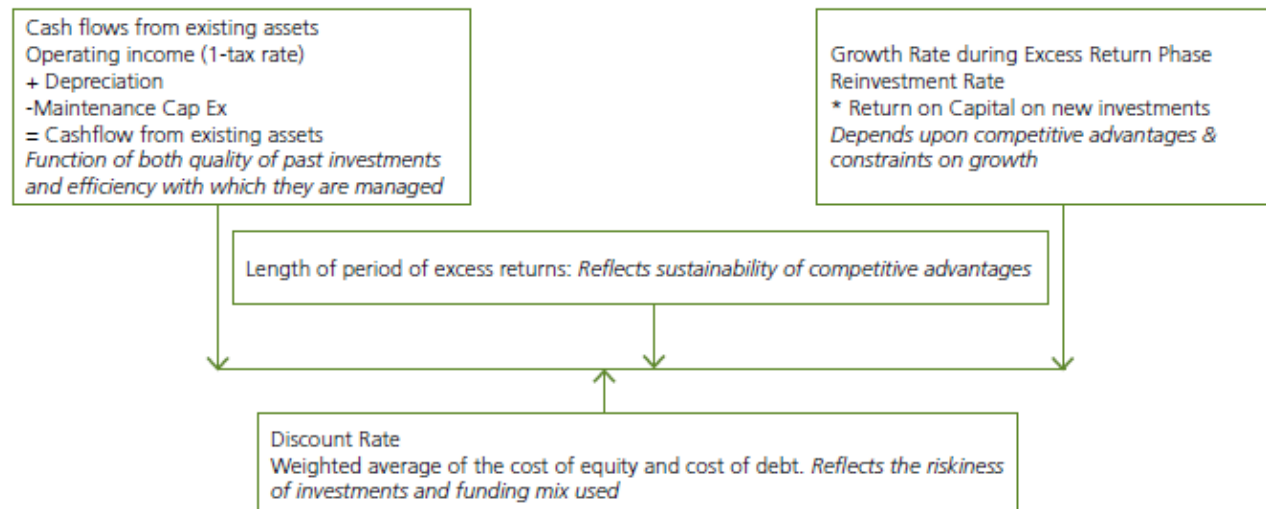 Cash flows from existing assets
Operating income (1-tax rate)
+ Depreciation
-Maintenance Cap Ex
= Cashflow from existing assets
Function of both quality of past investments
and efficiency with which they are managed
Growth Rate during Excess Return Phase
Reinvestment Rate
* Return on Capital on new investments
Depends upon competitive advantages &
constraints on growth
Length of period of excess returns: Reflects sustainability of competitive advantages
Discount Rate
Weighted average of the cost of equity and cost of debt. Reflects the riskiness
of investments and funding mix used